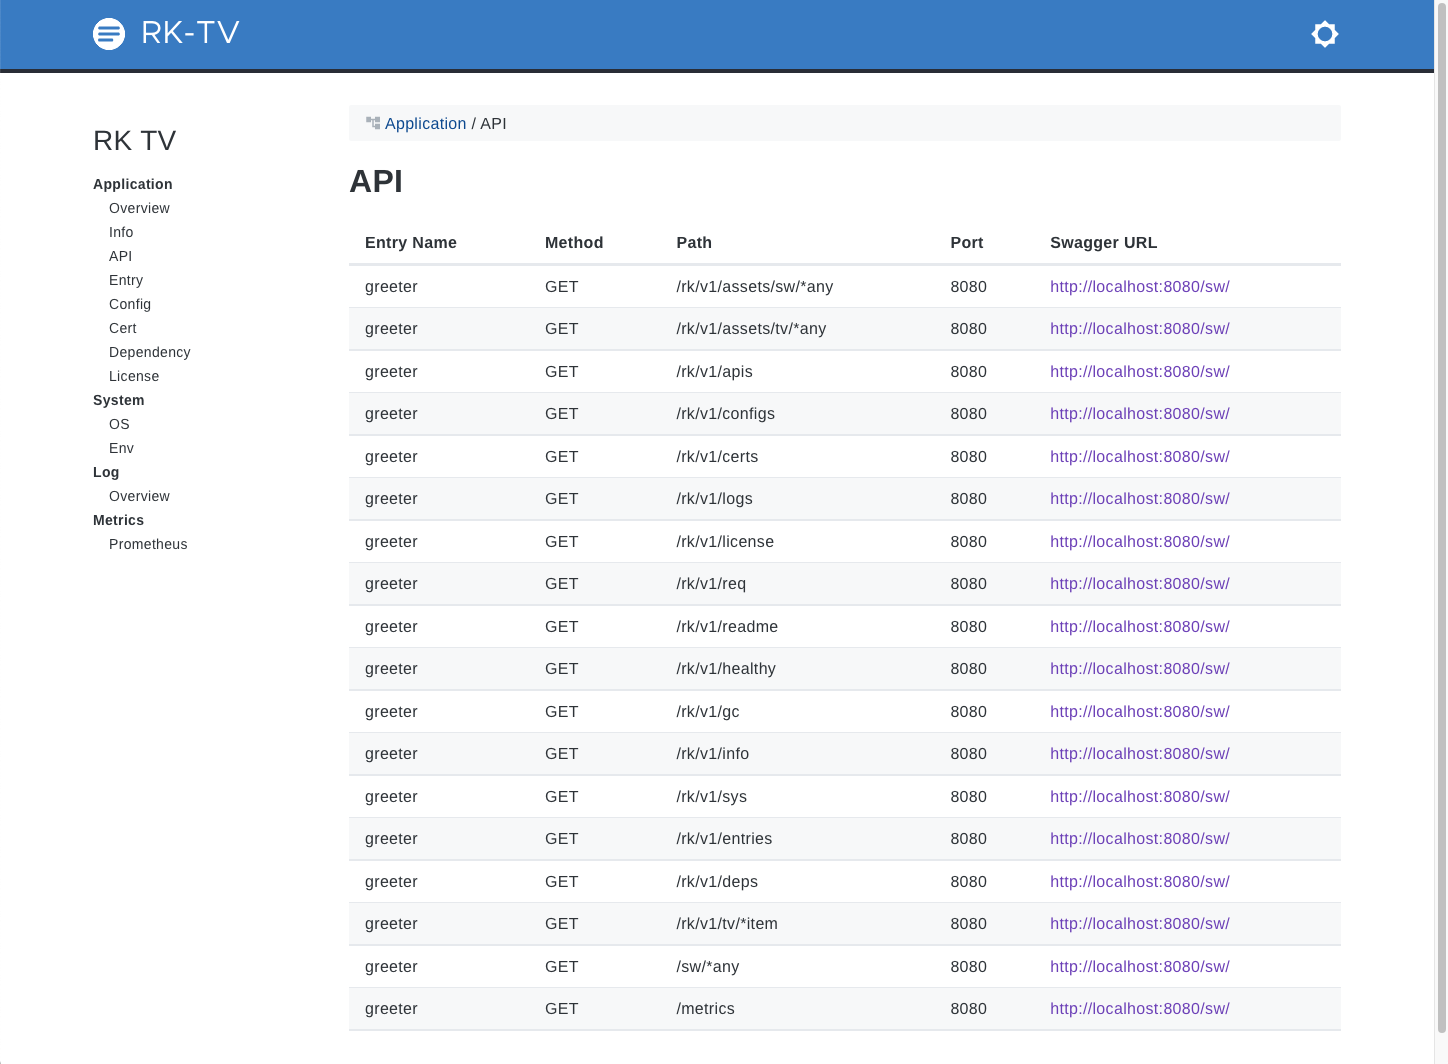 RK-TV
RK TV
Application
Overview
Info
API
Entry
Config
Cert
Dependency
License
System
OS
Env
Log
Overview
Metrics
Prometheus
Application / API
API
Entry Name Method Path Port Swagger URL
greeter GET /rk/v1/assets/sw/*any 8080 http://localhost:8080/sw/
greeter GET /rk/v1/assets/tv/*any 8080 http://localhost:8080/sw/
greeter GET /rk/v1/apis 8080 http://localhost:8080/sw/
greeter GET /rk/v1/configs 8080 http://localhost:8080/sw/
greeter GET /rk/v1/certs 8080 http://localhost:8080/sw/
greeter GET /rk/v1/logs 8080 http://localhost:8080/sw/
greeter GET /rk/v1/license 8080 http://localhost:8080/sw/
greeter GET /rk/v1/req 8080 http://localhost:8080/sw/
greeter GET /rk/v1/readme 8080 http://localhost:8080/sw/
greeter GET /rk/v1/healthy 8080 http://localhost:8080/sw/
greeter GET /rk/v1/gc 8080 http://localhost:8080/sw/
greeter GET /rk/v1/info 8080 http://localhost:8080/sw/
greeter GET /rk/v1/sys 8080 http://localhost:8080/sw/
greeter GET /rk/v1/entries 8080 http://localhost:8080/sw/
greeter GET /rk/v1/deps 8080 http://localhost:8080/sw/
greeter GET /rk/v1/tv/*item 8080 http://localhost:8080/sw/
greeter GET /sw/*any 8080 http://localhost:8080/sw/
greeter GET /metrics 8080 http://localhost:8080/sw/